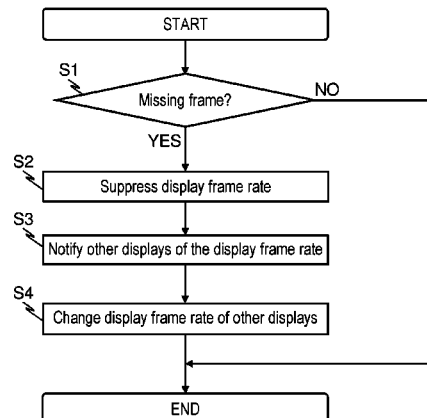 START
S1
Missing frame?
NO
YES
S2
Suppress display frame rate
S3
Notify other displays of the display frame rate
S4
Change display frame rate of other displays
END